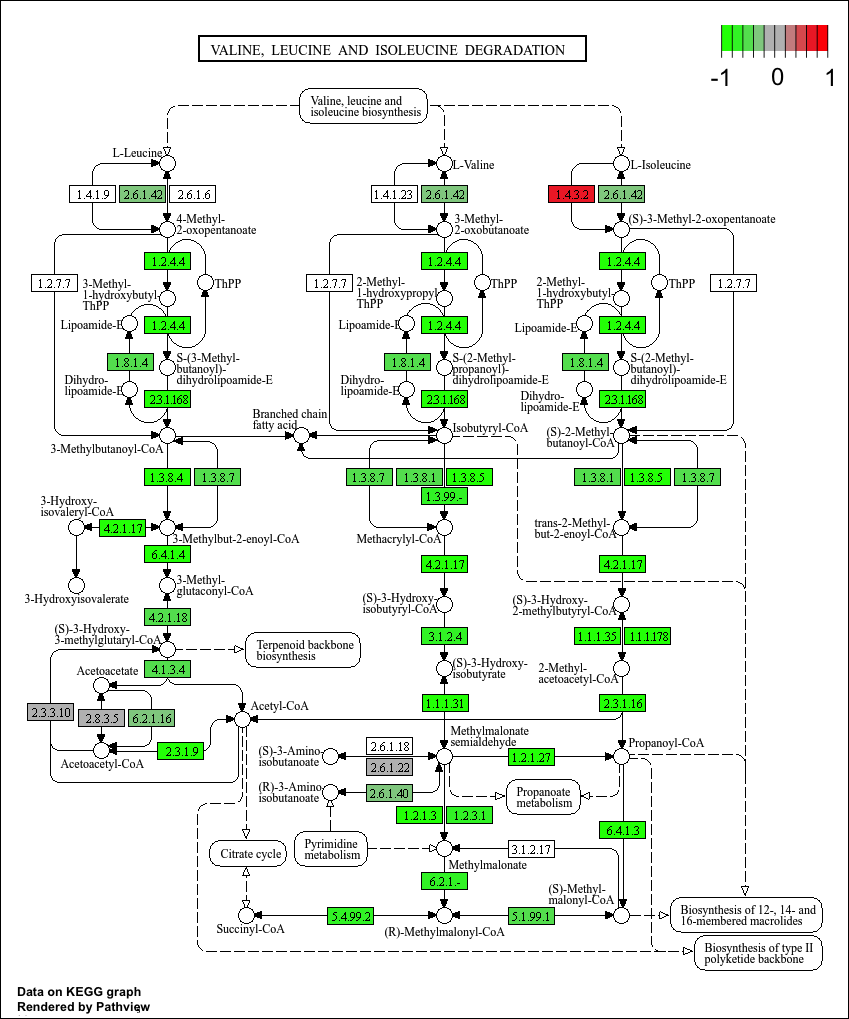 VALINE, LEUCINE AND ISOLEUCINE DEGRADATION
-1 0 1
Valine, leucine and
isoleucine biosynthesis
L-Leucine
L-Valine
L-Isoleucine
1.4.1.9
2.6.1.42
2.6.1.6
1.4.1.23
2.6.1.42
1.4.3.2
2.6.1.42
4-Methyl-
2-oxopentanoate
3-Methyl-
2-oxobutanoate
(S)-3-Methyl-2-oxopentanoate
1.2.4.4
1.2.4.4
1.2.4.4
1.2.7.7
ThPP
1.2.7.7
ThPP
ThPP
1.2.7.7
3-Methyl-
1-hydroxybutyl-
ThPP
2-Methyl-
1-hydroxypropyl-
ThPP
2-Methyl-
1-hydroxybutyl-
ThPP
Lipoamide-E
1.2.4.4
Lipoamide-E
1.2.4.4
Lipoamide-E
1.2.4.4
1.8.1.4
S-(3-Methyl-
butanoyl)-
dihydrolipoamide-E
1.8.1.4
S-(2-Methyl-
propanoyl)-
dihydrolipoamide-E
1.8.1.4
S-(2-Methyl-
butanoyl)-
dihydrolipoamide-E
Dihydro-
lipoamide-E
Dihydro-
lipoamide-E
Dihydro-
lipoamide-E
2.3.1.168
2.3.1.168
2.3.1.168
Branched chain
fatty acid
3-Methylbutanoyl-CoA
Isobutyryl-CoA
(S)-2-Methyl-
butanoyl-CoA
1.3.8.4
1.3.8.7
1.3.8.7
1.3.8.1
1.3.8.5
1.3.99.-
1.3.8.1
1.3.8.5
1.3.8.7
3-Hydroxy-
isovaleryl-CoA
4.2.1.17
3-Methylbut-2-enoyl-CoA
Methacrylyl-CoA
trans-2-Methyl-
but-2-enoyl-CoA
6.4.1.4
4.2.1.17
4.2.1.17
3-Hydroxyisovalerate
3-Methyl-
glutaconyl-CoA
(S)-3-Hydroxy-
isobutyryl-CoA
(S)-3-Hydroxy-
2-methylbutyryl-CoA
4.2.1.18
(S)-3-Hydroxy-
3-methylglutaryl-CoA
3.1.2.4
1.1.1.35
1.1.1.178
Terpenoid backbone
biosynthesis
4.1.3.4
(S)-3-Hydroxy-
isobutyrate
2-Methyl-
acetoacetyl-CoA
Acetoacetate
Acetyl-CoA
1.1.1.31
2.3.1.16
2.3.3.10
2.8.3.5
6.2.1.16
2.3.1.9
Acetoacetyl-CoA
Methylmalonate
semialdehyde
Propanoyl-CoA
(S)-3-Amino-
isobutanoate
2.6.1.18
2.6.1.22
1.2.1.27
(R)-3-Amino-
isobutanoate
2.6.1.40
Propanoate
metabolism
1.2.1.3
1.2.3.1
6.4.1.3
Citrate cycle
Pyrimidine
metabolism
3.1.2.17
Methylmalonate
6.2.1.-
(S)-Methyl-
malonyl-CoA
Succinyl-CoA
5.4.99.2
(R)-Methylmalonyl-CoA
5.1.99.1
Biosynthesis of 12-, 14- and
16-membered macrolides
Biosynthesis of type II
polyketide backbone
Data on KEGG graph
Rendered by Pathview